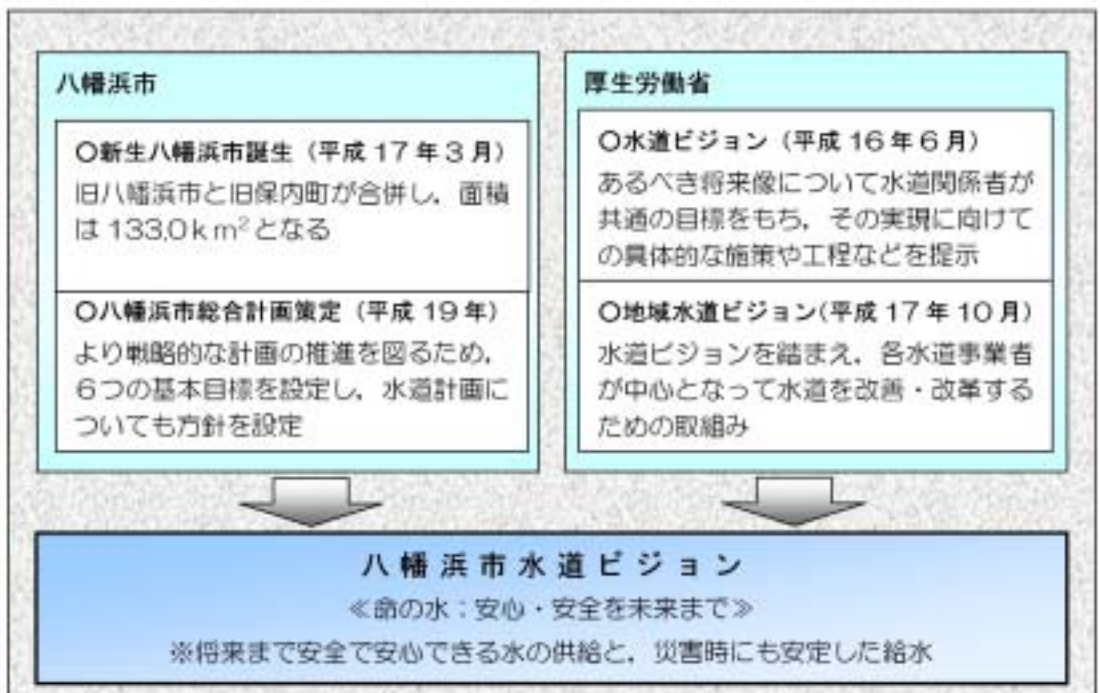 八幡浜市
〇新生八幡浜市誕生（平成 17 年 3 月）
旧八幡浜市と旧保内町が合併し，面積
は 133.0ｋｍ²となる
〇八幡浜市総合計画策定（平成 19 年）
より戦略的な計画の推進を図るため，
６つの基本目標を設定し，水道計画に
ついても方針を設定
厚生労働省
〇水道ビジョン（平成 16 年 6 月）
あるべき将来像について水道関係者が
共通の目標をもち，その実現に向けて
の具体的な施策や工程などを提示
〇地域水道ビジョン（平成 17 年 10 月）
水道ビジョンを踏まえ，各水道事業者
が中心となって水道を改善・改革する
ための取組み
八幡浜市水道ビジョン
≪命の水：安心・安全を未来まで≫
※将来まで安全で安心できる水の供給と，災害時にも安定した給水